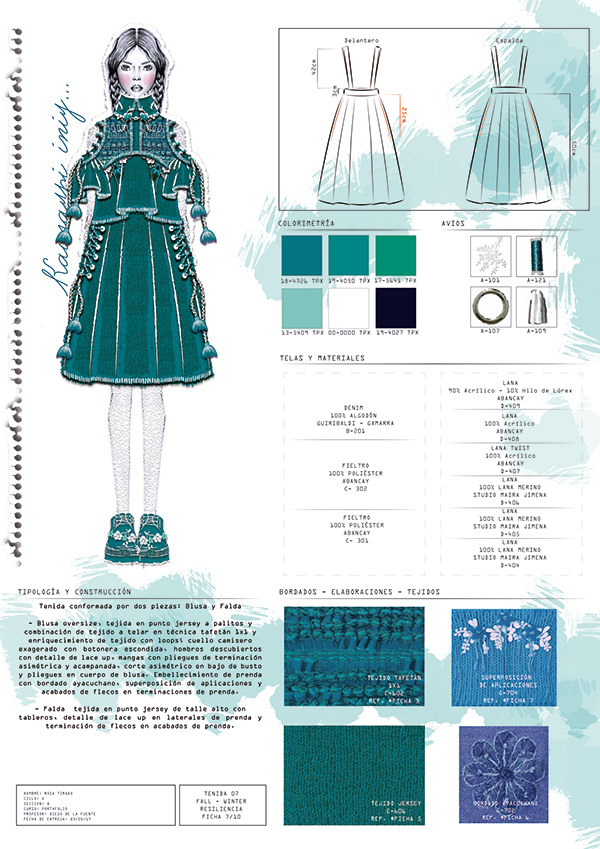 Kausashi iniy...
Delantero
Espalda
42cm
3cm
25cm
50cm
COLORIMETRÍA
18-4726 TPX
19-4050 TPX
17-5641 TPX
13-5409 TPX
00-0000 TPX
19-4027 TPX
AVIOS
A-101
A-121
A-107
A-109
TELAS Y MATERIALES
DENIM
100% ALGODÓN
GUIRIBALDI - GAMARRA
B-201
FIELTRO
100% POLIÉSTER
ABANCAY
C- 302
FIELTRO
100% POLIÉSTER
ABANCAY
C- 301
LANA
90% Acrílico - 10% Hilo de Lúrex
ABANCAY
D-409
LANA
100% Acrílico
ABANCAY
D-408
LANA TWIST
100% Acrílico
ABANCAY
D-407
LANA
100% LANA MERINO
STUDIO MAIRA JIMENA
D-406
LANA
100% LANA MERINO
STUDIO MAIRA JIMENA
D-405
LANA
100% LANA MERINO
STUDIO MAIRA JIMENA
D-404
TIPOLOGÍA Y CONSTRUCCIÓN
Tenida conformada por dos piezas: Blusa y Falda
- Blusa oversize, tejida en punto jersey a palitos y
combinación de tejido a telar en técnica tafetán 1x1 y
enriquecimiento de tejido con loops; cuello camisero
exagerado con botonera escondida, hombros descubiertos
con detalle de lace up, mangas con pliegues de terminación
asimétrica y acampanada, corte asimétrico en bajo de busto
y pliegues en cuerpo de blusa. Embellecimiento de prenda
con bordado ayacuchano, superposición de aplicaciones y
acabados de flecos en terminaciones de prenda.
- Falda  tejida en punto jersey de talle alto con
tableros, detalle de lace up en laterales de prenda y
terminación de flecos en acabados de prenda.
BORDADOS - ELABORACIONES - TEJIDOS
TEJIDO TAFETÁN
1X1
C-602
REF. #FICHA 3
SUPERPOSICIÓN
DE APLICACIONES
G-704
REF. #FICHA 7
TEJIDO JERSEY
C-606
REF. #FICHA 5
BORDADO AYACUCHANO
G-702
REF. #FICHA 6
NOMBRE: ROSA TIRADO
CICLO: 6
SECCION: A
CURSO: PORTAFOLIO
PROFESOR: DIEGO DE LA FUENTE
FECHA DE ENTREGA: 23/06/17
TENIDA 07
FALL - WINTER
RESILIENCIA
FICHA 7/10